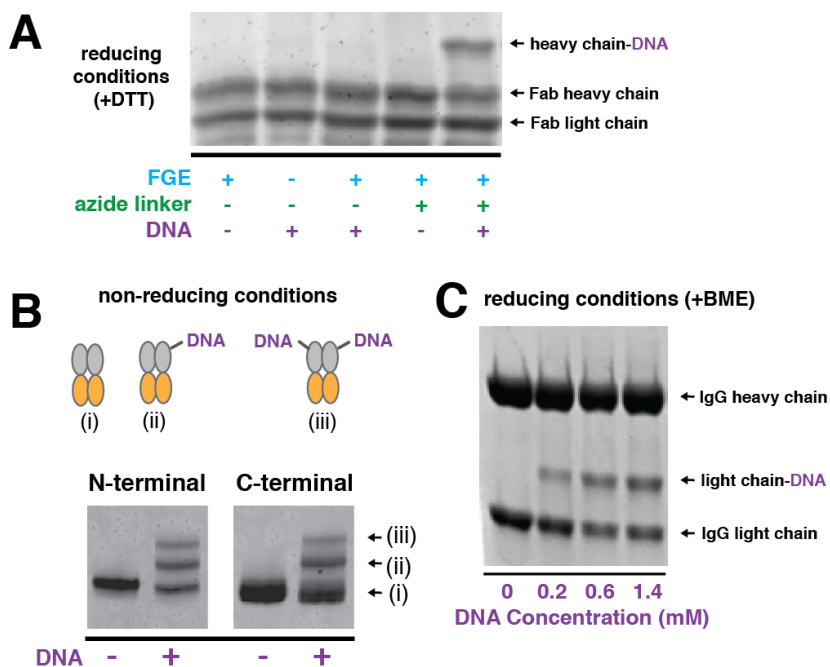 A
reducing
conditions
(+DTT)
← heavy chain-DNA
← Fab heavy chain
← Fab light chain
FGE + - + + +
azide linker - - - + +
DNA - + + - +
B
non-reducing conditions
DNA DNA DNA
(i) (ii) (iii)
N-terminal C-terminal
← (iii)
← (ii)
← (i)
DNA - + - +
C
reducing conditions (+BME)
← IgG heavy chain
← light chain-DNA
← IgG light chain
0 0.2 0.6 1.4
DNA Concentration (mM)